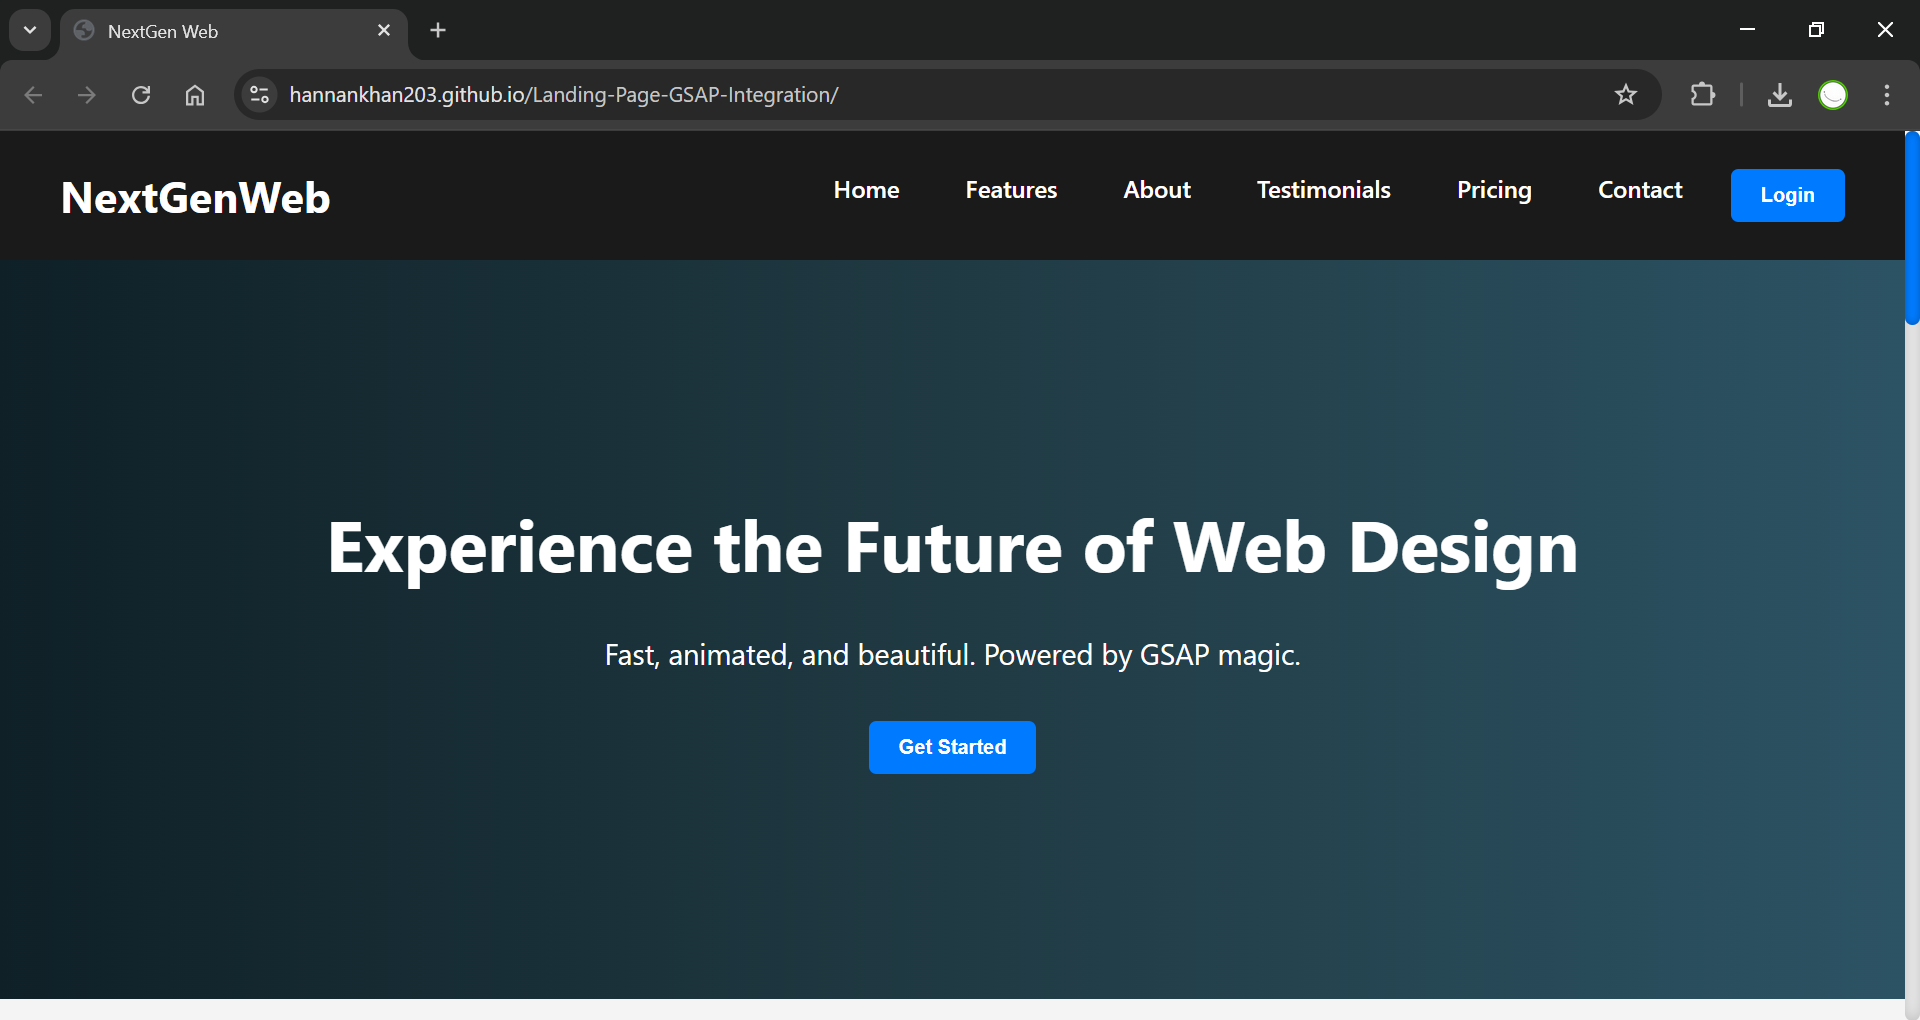 NextGen Web
hannankhan203.github.io/Landing-Page-GSAP-Integration/
NextGenWeb
Home Features About Testimonials Pricing Contact Login
Experience the Future of Web Design
Fast, animated, and beautiful. Powered by GSAP magic.
Get Started